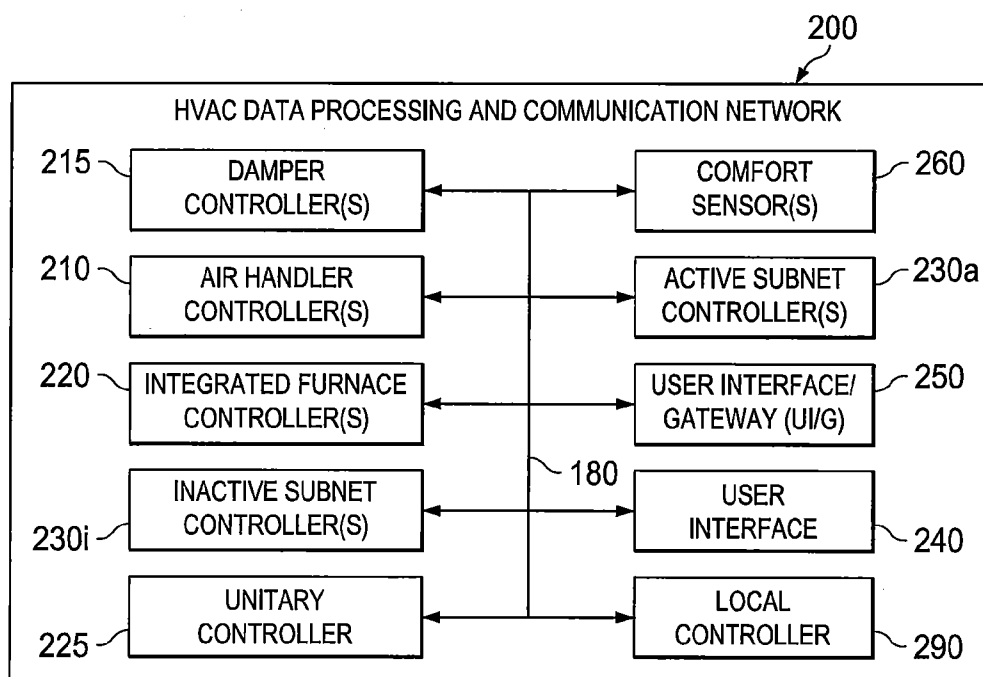 200
HVAC DATA PROCESSING AND COMMUNICATION NETWORK
215
DAMPER
CONTROLLER(S)
COMFORT
SENSOR(S)
260
210
AIR HANDLER
CONTROLLER(S)
ACTIVE SUBNET
CONTROLLER(S)
230a
220
INTEGRATED FURNACE
CONTROLLER(S)
USER INTERFACE/
GATEWAY (UI/G)
250
180
230i
INACTIVE SUBNET
CONTROLLER(S)
USER
INTERFACE
240
225
UNITARY
CONTROLLER
LOCAL
CONTROLLER
290